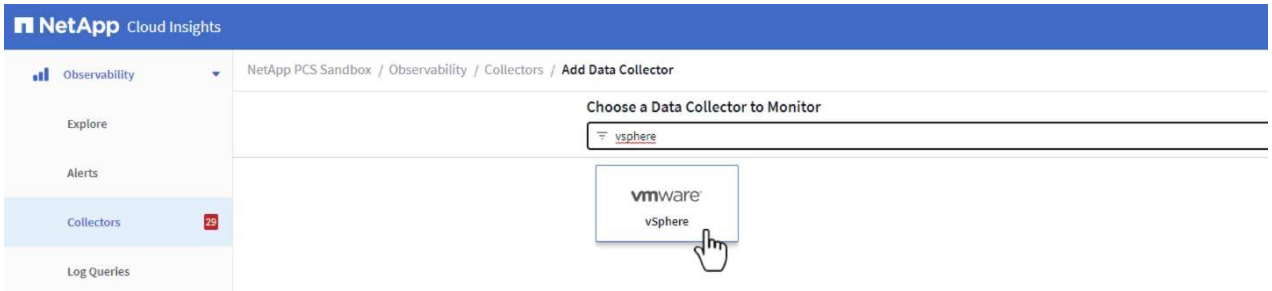 NetApp Cloud Insights
Observability
NetApp PCS Sandbox / Observability / Collectors / Add Data Collector
Choose a Data Collector to Monitor
Explore
vsphere
Alerts
vmware
Collectors 29
vSphere
Log Queries